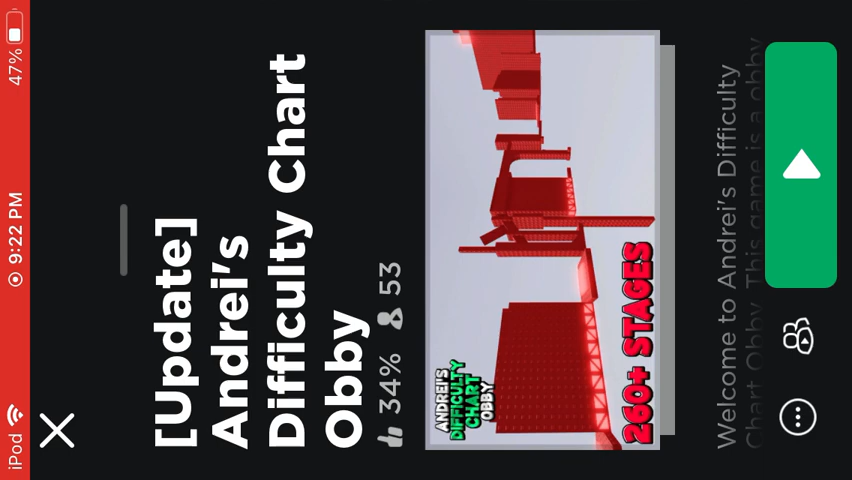 iPod
9:22 PM
47%
[Update]
Andrei's
Difficulty Chart
Obby
34%
53
ANDREI'S
DIFFICULTY
CHART
OBBY
260+ STAGES
Welcome to Andrei's Difficulty
Chart Obby This game is a obby